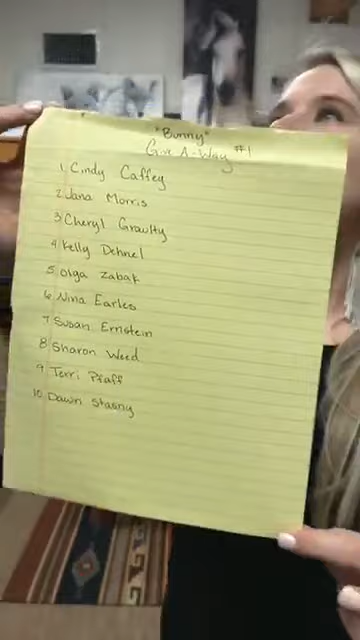 "Bunny"
Give A-Way #1
1 Cindy Caffey
2 Jana Morris
3 Cheryl Grawlty
4 Kelly Dehnel
5 Olga Zabak
6 Nina Earles
7 Susan Ernstein
8 Sharon Weed
9 Terri Pfaff
10 Dawn Stasny